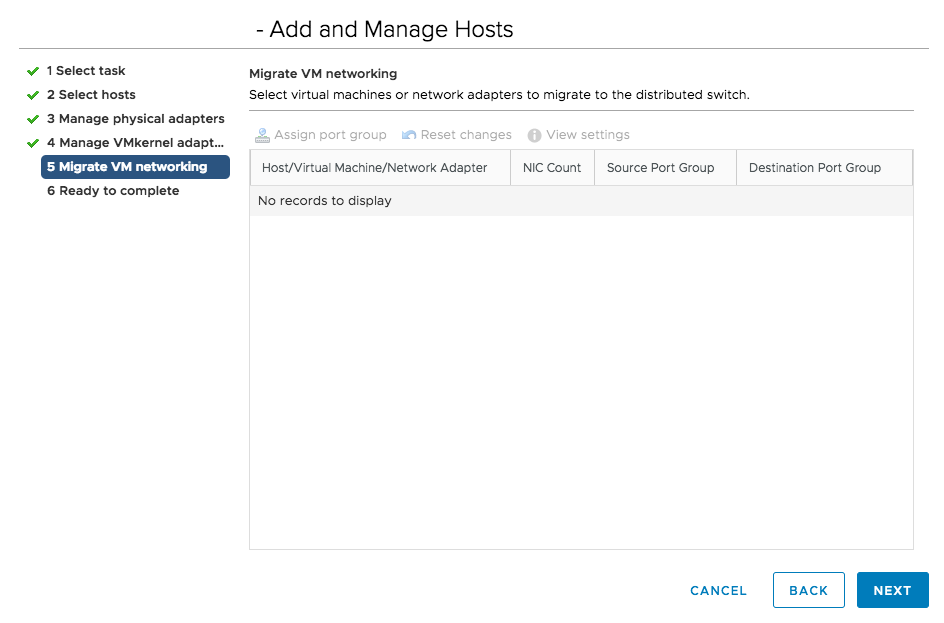 - Add and Manage Hosts
1 Select task
2 Select hosts
3 Manage physical adapters
4 Manage VMkernel adapt...
5 Migrate VM networking
6 Ready to complete
Migrate VM networking
Select virtual machines or network adapters to migrate to the distributed switch.
Assign port group Reset changes View settings
Host/Virtual Machine/Network Adapter NIC Count Source Port Group Destination Port Group
No records to display
CANCEL BACK NEXT